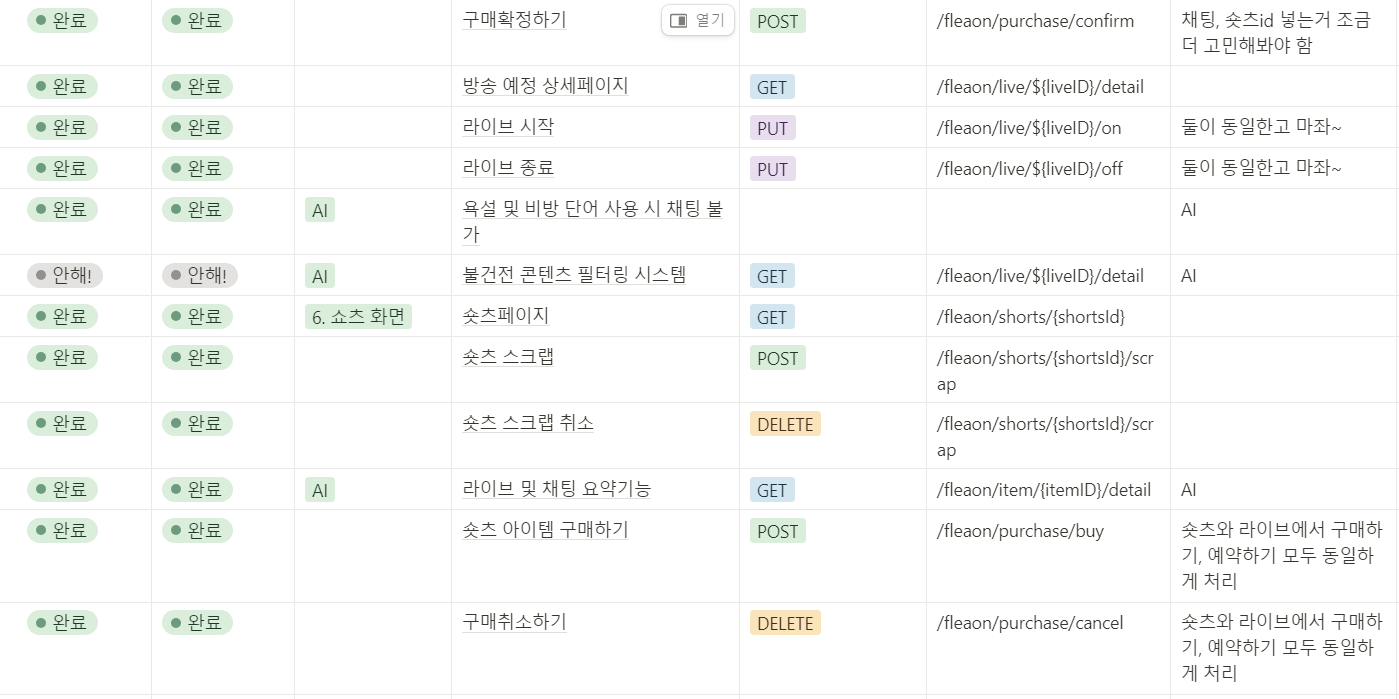 완료 완료 구매확정하기 열기 POST /fleaon/purchase/confirm 채팅, 숏츠id 넣는거 조금
더 고민해봐야 함
완료 완료 방송 예정 상세페이지 GET /fleaon/live/${liveID}/detail
완료 완료 라이브 시작 PUT /fleaon/live/${liveID}/on 둘이 동일한고 마좌~
완료 완료 라이브 종료 PUT /fleaon/live/${liveID}/off 둘이 동일한고 마좌~
완료 완료 AI 욕설 및 비방 단어 사용 시 채팅 불 AI
가
안해! 안해! AI 불건전 콘텐츠 필터링 시스템 GET /fleaon/live/${liveID}/detail AI
완료 완료 6. 쇼츠 화면 숏츠페이지 GET /fleaon/shorts/{shortsId}
완료 완료 숏츠 스크랩 POST /fleaon/shorts/{shortsId}/scr
ap
완료 완료 숏츠 스크랩 취소 DELETE /fleaon/shorts/{shortsId}/scr
ap
완료 완료 AI 라이브 및 채팅 요약기능 GET /fleaon/item/{itemID}/detail AI
완료 완료 숏츠 아이템 구매하기 POST /fleaon/purchase/buy 숏츠와 라이브에서 구매하
기, 예약하기 모두 동일하
게 처리
완료 완료 구매취소하기 DELETE /fleaon/purchase/cancel 숏츠와 라이브에서 구매하
기, 예약하기 모두 동일하
게 처리